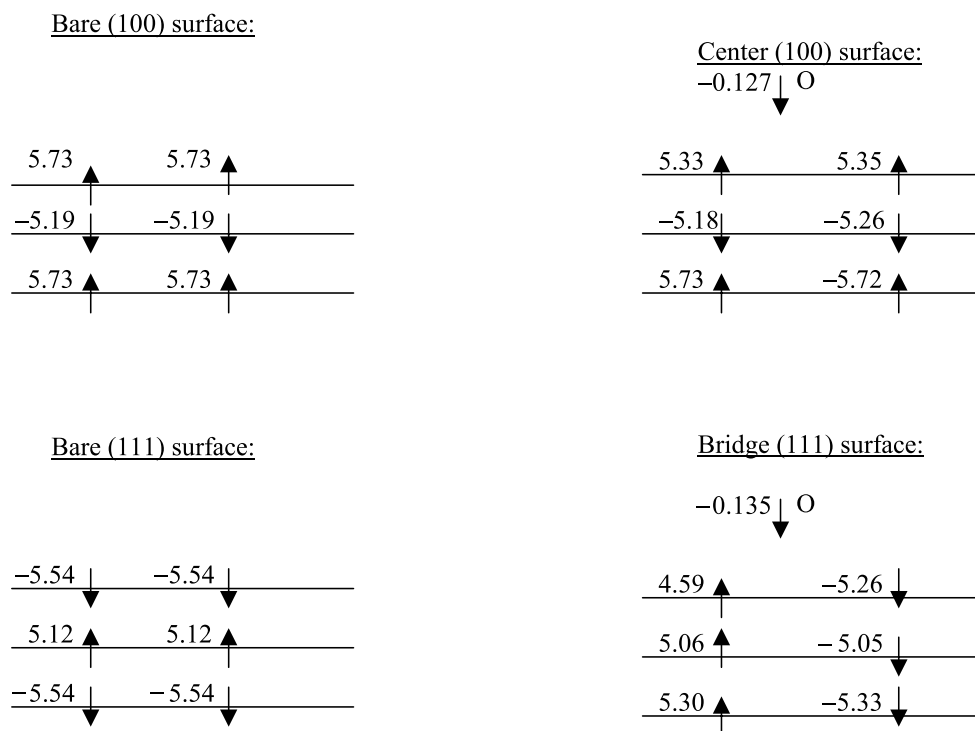 Bare (100) surface:
5.73 5.73
−5.19 −5.19
5.73 5.73
Center (100) surface:
−0.127 O
5.33 5.35
−5.18 −5.26
5.73 −5.72
Bare (111) surface:
−5.54 −5.54
5.12 5.12
−5.54 −5.54
Bridge (111) surface:
−0.135 O
4.59 −5.26
5.06 −5.05
5.30 −5.33